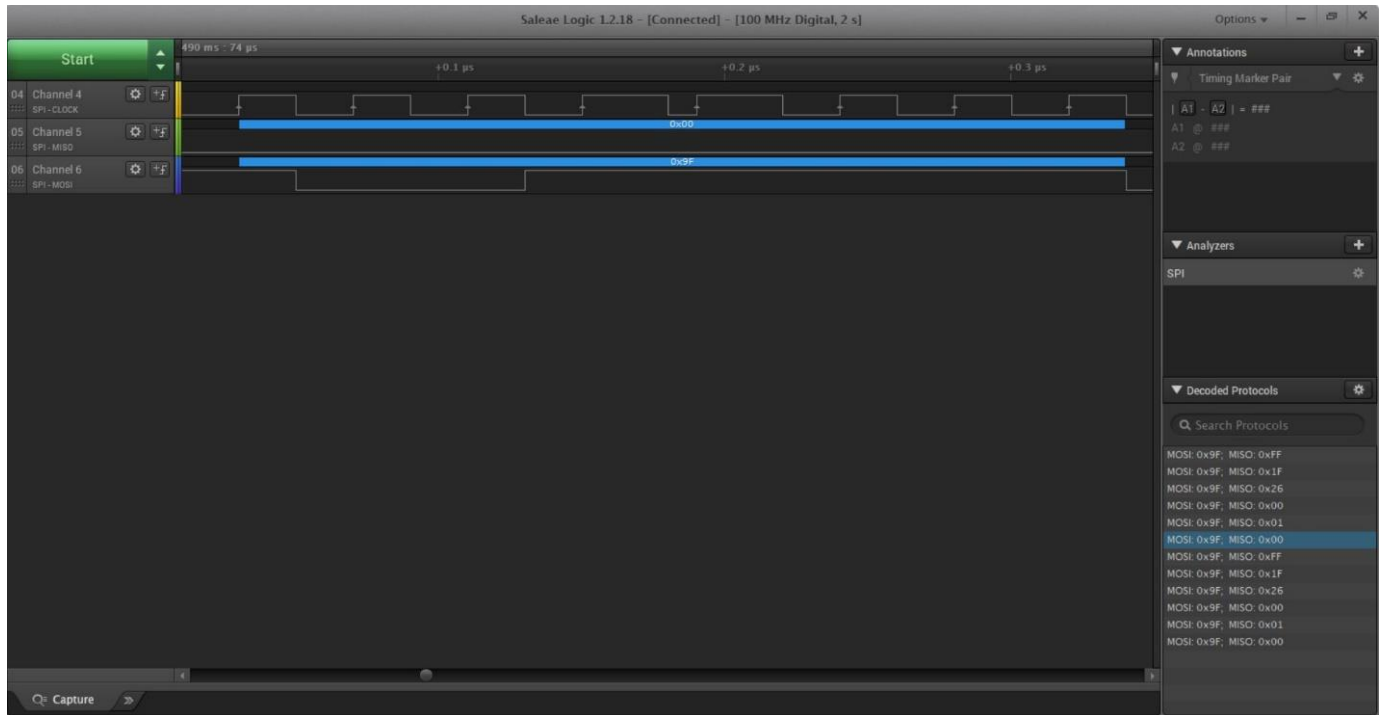 Saleae Logic 1.2.18 - [Connected] - [100 MHz Digital, 2 s]
Options
Start
490 ms : 74 µs
+0.1 µs
+0.2 µs
+0.3 µs
04 Channel 4
SPI - CLOCK
05 Channel 5
SPI - MISO
0x00
06 Channel 6
SPI - MOSI
0x9F
Annotations
Timing Marker Pair
| A1 - A2 | = ###
A1 @ ###
A2 @ ###
Analyzers
SPI
Decoded Protocols
Search Protocols
MOSI: 0x9F; MISO: 0xFF
MOSI: 0x9F; MISO: 0x1F
MOSI: 0x9F; MISO: 0x26
MOSI: 0x9F; MISO: 0x00
MOSI: 0x9F; MISO: 0x01
MOSI: 0x9F; MISO: 0x00
MOSI: 0x9F; MISO: 0xFF
MOSI: 0x9F; MISO: 0x1F
MOSI: 0x9F; MISO: 0x26
MOSI: 0x9F; MISO: 0x00
MOSI: 0x9F; MISO: 0x01
MOSI: 0x9F; MISO: 0x00
Capture